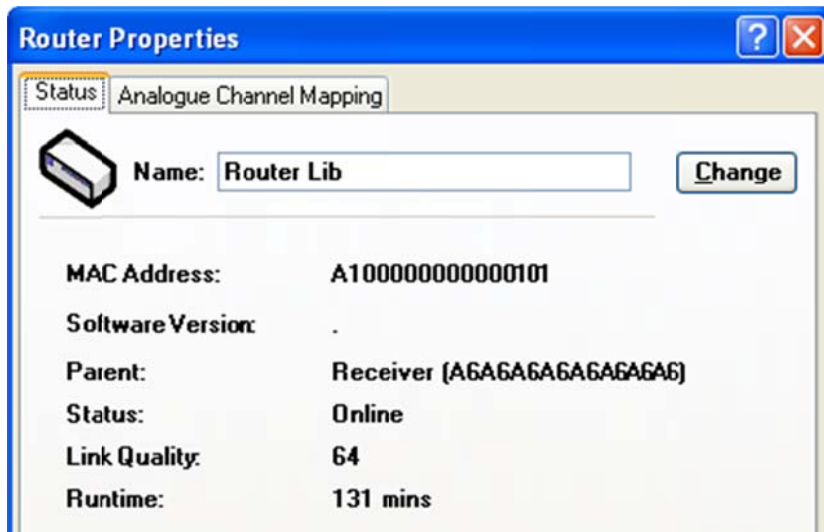 Router Properties
Status
Analogue Channel Mapping
Name: Router Lib
Change
MAC Address: A100000000000101
Software Version: .
Parent: Receiver (A6A6A6A6A6A6A6A6)
Status: Online
Link Quality: 64
Runtime: 131 mins